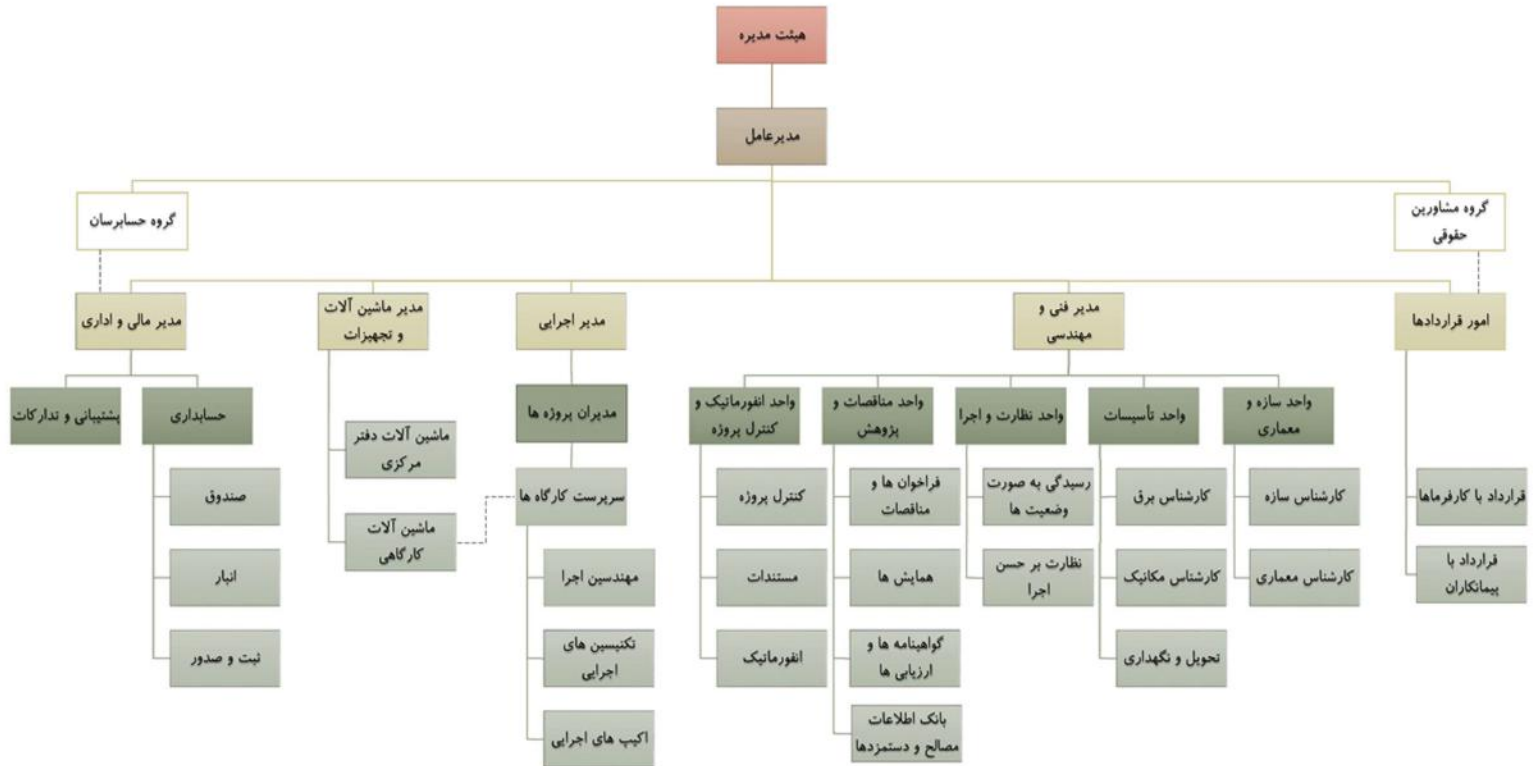 هیئت مدیره
مدیرعامل
گروه مشاورین
حقوقی
گروه حسابرسان
امور قراردادها
مدیر فنی و
مهندسی
مدیر اجرایی
مدیر ماشین آلات
و تجهیزات
مدیر مالی و اداری
واحد سازه و
معماری
واحد تأسیسات
واحد نظارت و اجرا
واحد مناقصات و
پژوهش
واحد انفورماتیک و
کنترل پروژه
مدیران پروژه ها
حسابداری
پشتیبانی و تدارکات
قرارداد با کارفرماها
قرارداد با
پیمانکاران
کارشناس سازه
کارشناس معماری
کارشناس برق
کارشناس مکانیک
تحویل و نگهداری
رسیدگی به صورت
وضعیت ها
نظارت بر حسن
اجرا
فراخوان ها و
مناقصات
همایش ها
گواهینامه ها و
ارزیابی ها
بانک اطلاعات
مصالح و دستمزدها
کنترل پروژه
مستندات
انفورماتیک
سرپرست کارگاه ها
مهندسین اجرا
تکنیسین های
اجرایی
اکیپ های اجرایی
ماشین آلات دفتر
مرکزی
ماشین آلات
کارگاهی
صندوق
انبار
ثبت و صدور